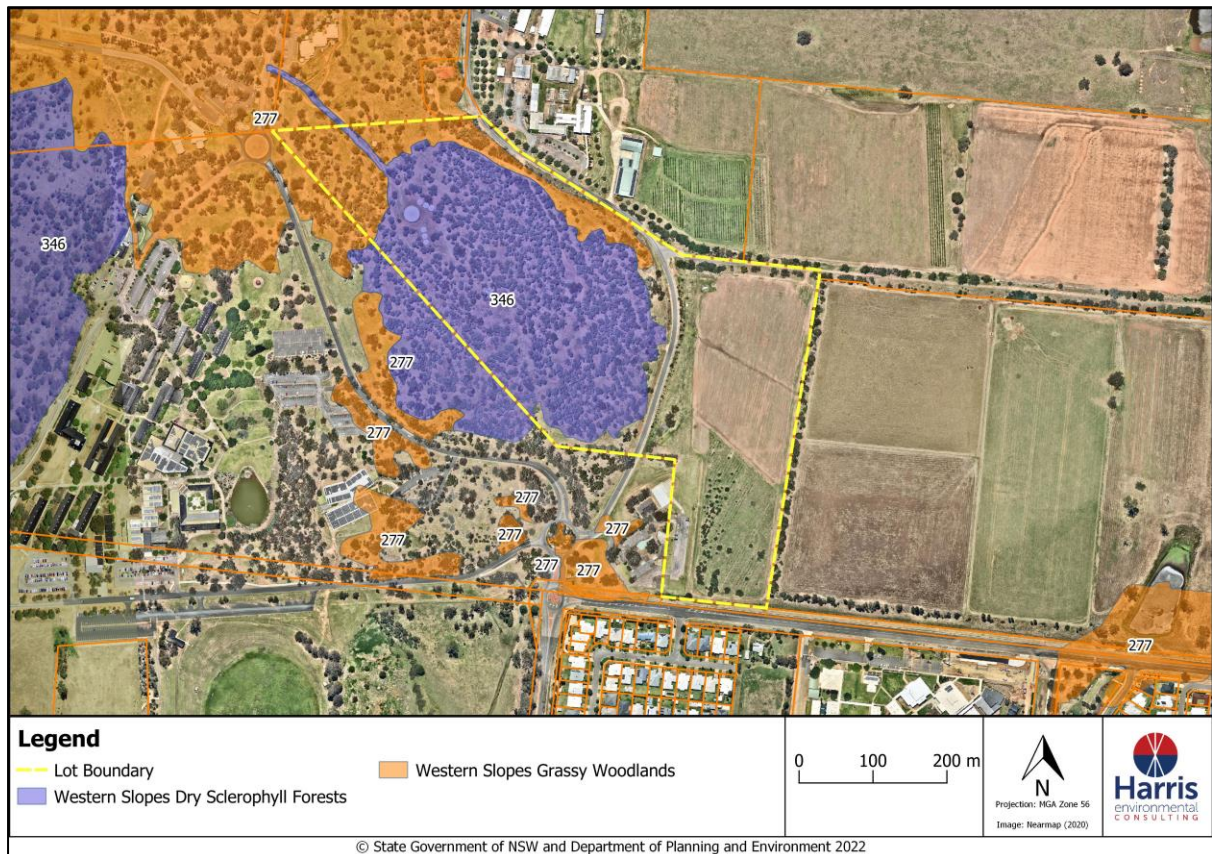 277
346
346
277
277
277
277
277
277
277
277
277
Legend
Lot Boundary
Western Slopes Grassy Woodlands
Western Slopes Dry Sclerophyll Forests
0 100 200 m
N
Projection: MGA Zone 56
Image: Nearmap (2020)
Harris
environmental
CONSULTING
© State Government of NSW and Department of Planning and Environment 2022